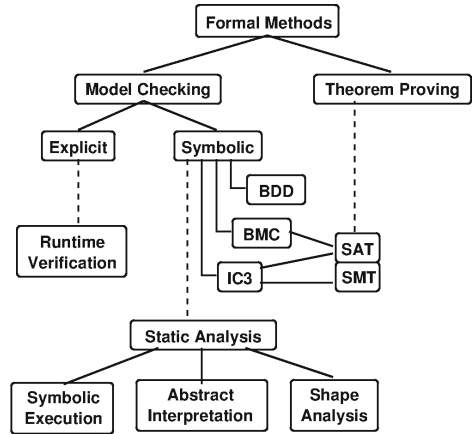 Formal Methods
Model Checking
Theorem Proving
Explicit
Symbolic
BDD
Runtime
Verification
BMC
SAT
IC3
SMT
Static Analysis
Symbolic
Execution
Abstract
Interpretation
Shape
Analysis